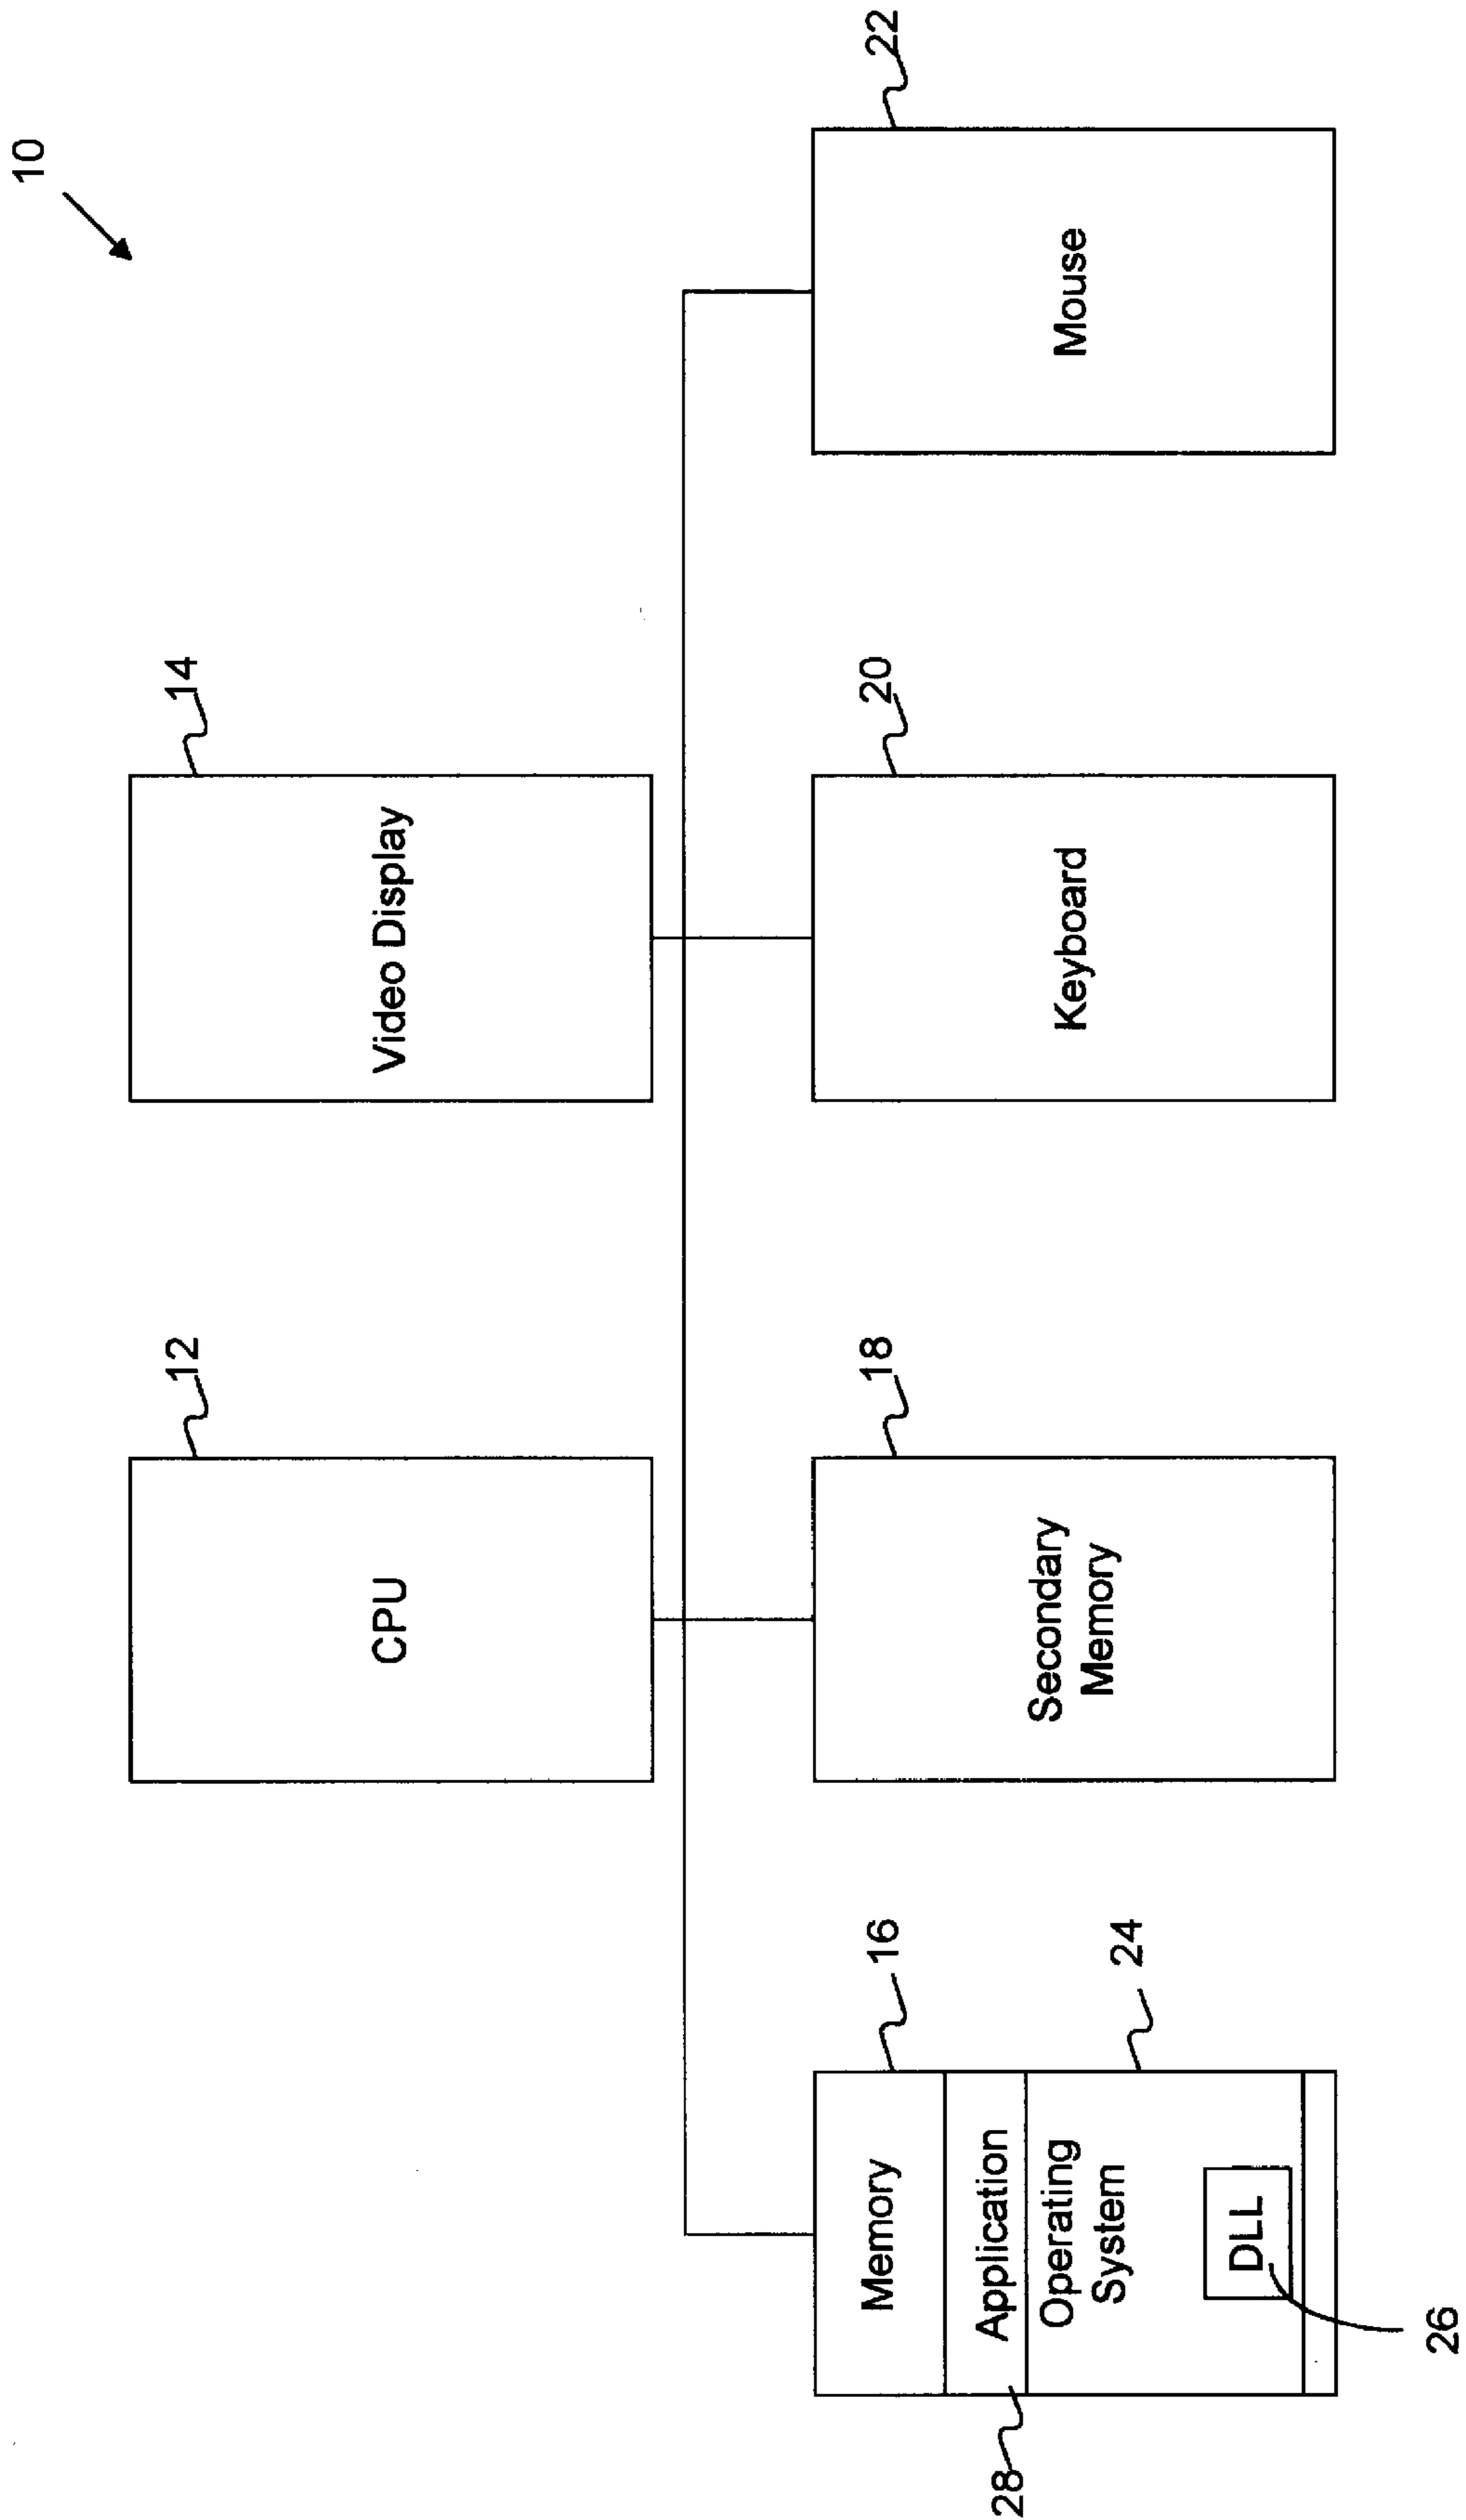 10
12
CPU
14
Video Display
16
Memory
28
Application
Operating
System
24
DLL
26
18
Secondary
Memory
20
Keyboard
22
Mouse